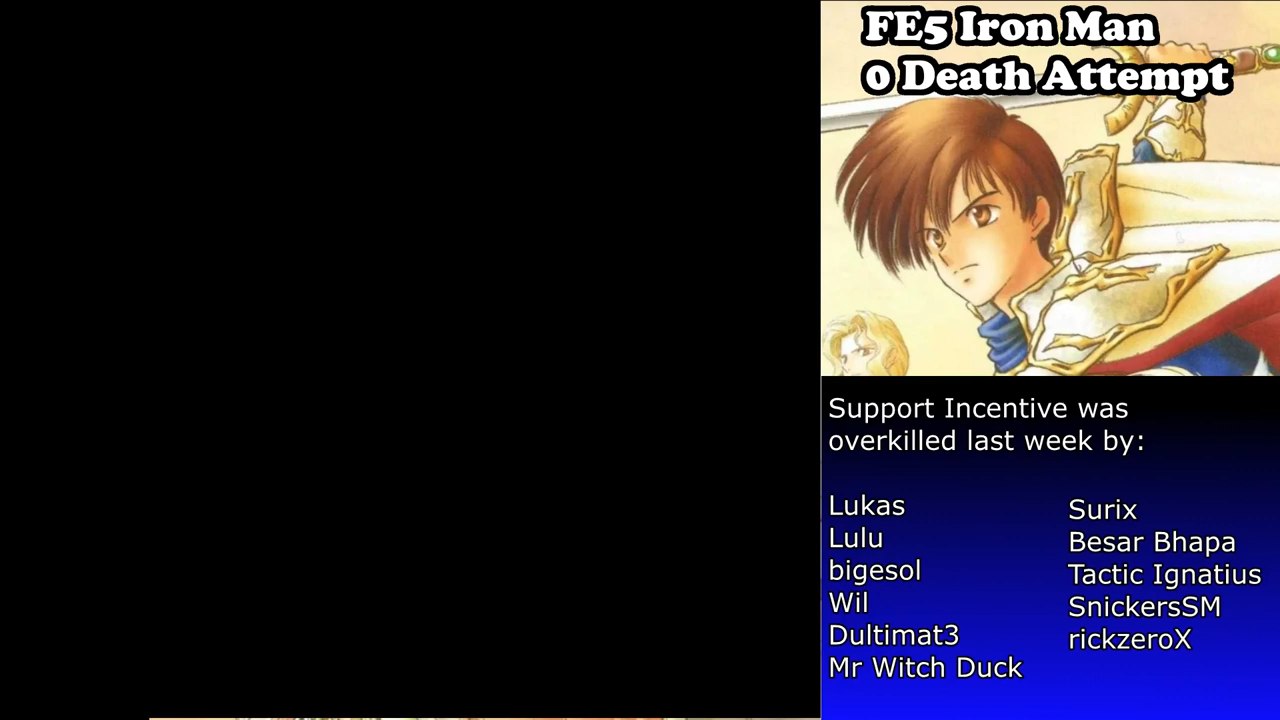 FE5 Iron Man
0 Death Attempt
Support Incentive was
overkilled last week by:
Lukas
Lulu
bigesol
Wil
Dultimat3
Mr Witch Duck
Surix
Besar Bhapa
Tactic Ignatius
SnickersSM
rickzeroX